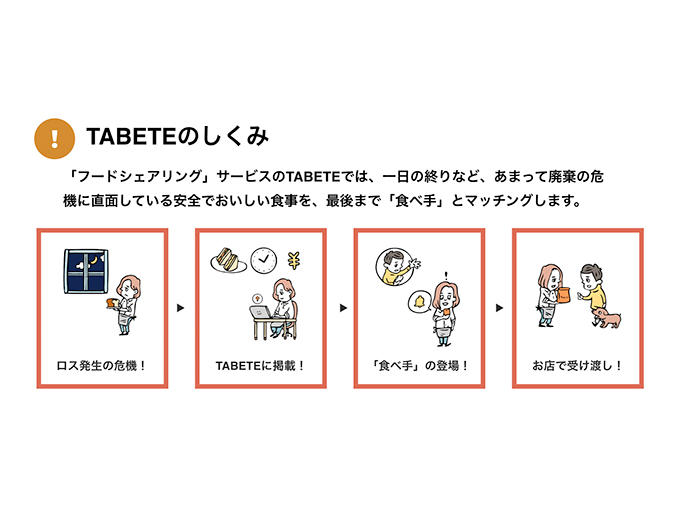 !
TABETEのしくみ
「フードシェアリング」サービスのTABETEでは、一日の終りなど、あまって廃棄の危
機に直面している安全でおいしい食事を、最後まで「食べ手」とマッチングします。
¥
!
ロス発生の危機！
TABETEに掲載！
「食べ手」の登場！
お店で受け渡し！